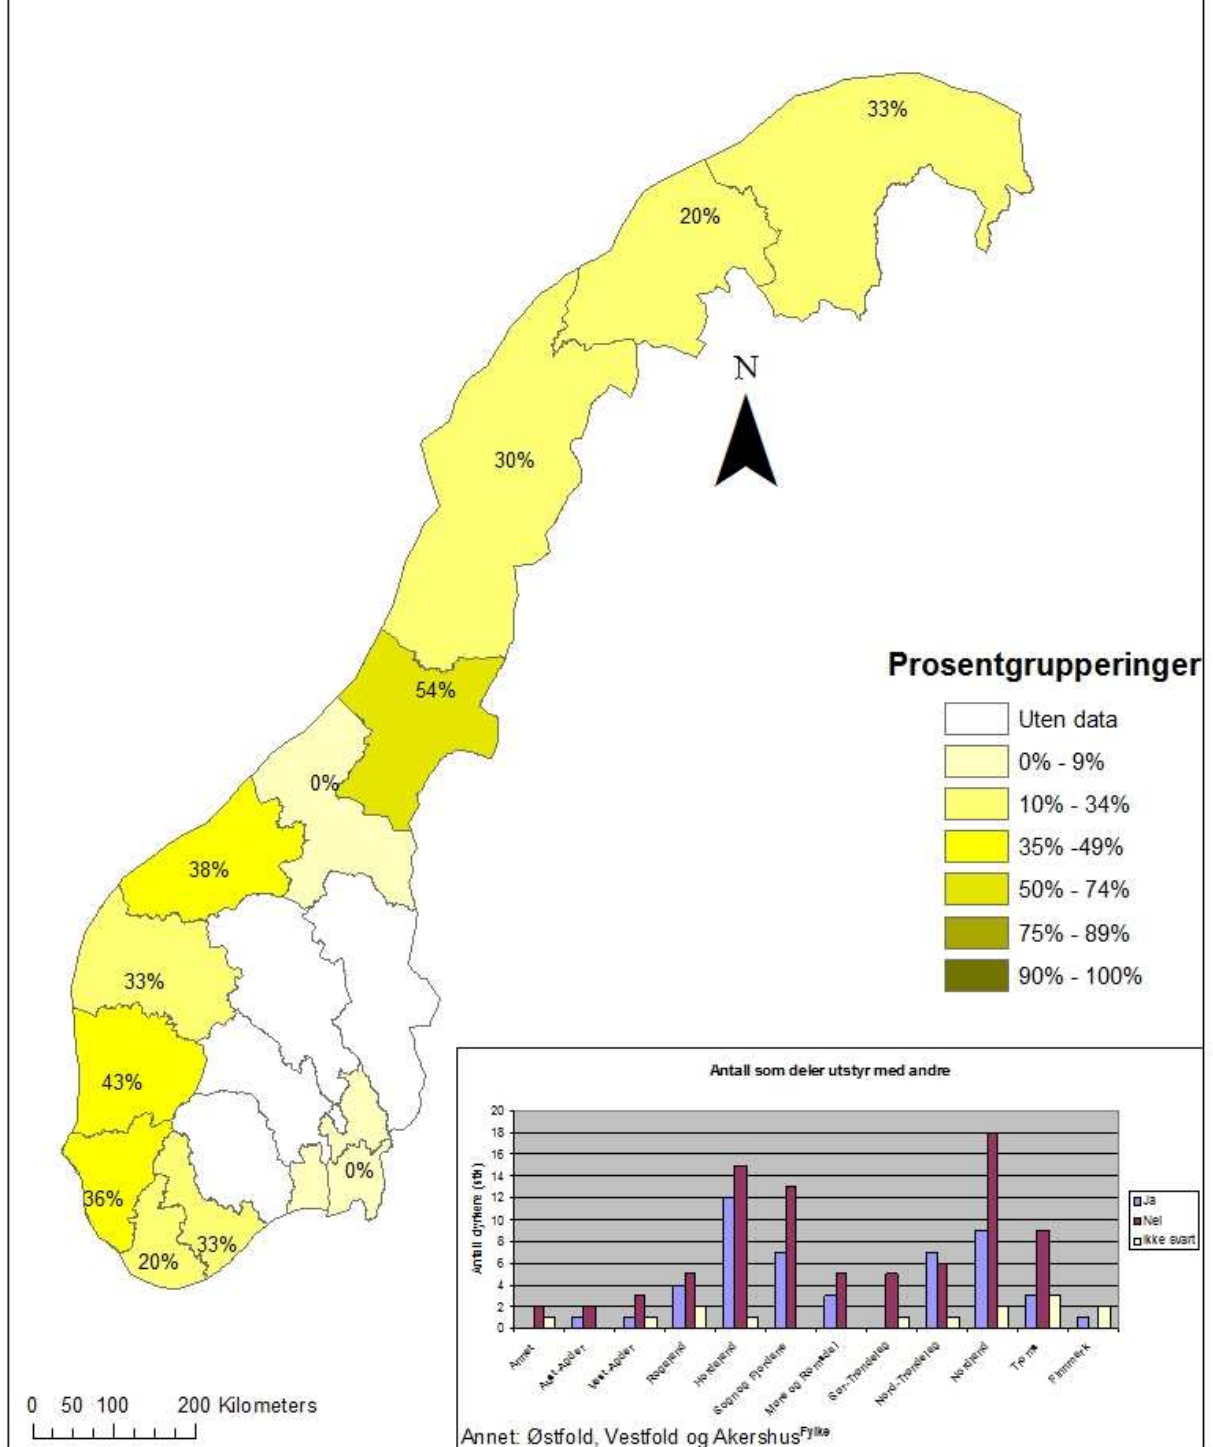 33%
20%
N
30%
Prosentgrupperinger
54%
Uten data
0% - 9%
0%
10% - 34%
35% -49%
38%
50% - 74%
75% - 89%
33%
90% - 100%
43%
Antall som deler utstyr med andre
0%
36%
33%
20%
Antall dyrkere (stk)
20
18
16
14
12
10
8
6
4
2
0
Ja
Nei
Ikke svart
Annet
Aust-Agder
Vest-Agder
Rogaland
Hordaland
Sogn og Fjordane
Møre og Romsdal
Sør-Trøndelag
Nord-Trøndelag
Nordland
Troms
Finnmark
Fylke
0 50 100 200 Kilometers
Annet: Østfold, Vestfold og Akershus